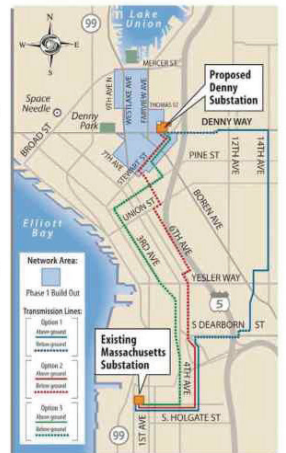 99
Lake
Union
N
W
E
S
MERCER ST
9TH AVE N
WESTLAKE AVE
FAIRVIEW AVE
THOMAS ST
Proposed
Denny
Substation
Space
Needle
Denny
Park
BROAD ST
DENNY WAY
7TH AVE
STEWART ST
PINE ST
12TH AVE
14TH AVE
UNION ST
BOREN AVE
Elliott
Bay
3RD AVE
6TH AVE
Network Area:
Phase 1 Build Out
YESLER WAY
5
Transmission Lines:
Option 1
Above ground
Below ground
S DEARBORN ST
Option 2
Above ground
Below ground
Existing
Massachusetts
Substation
4TH AVE
Option 3
Above ground
Below ground
1ST AVE
S. HOLGATE ST
99